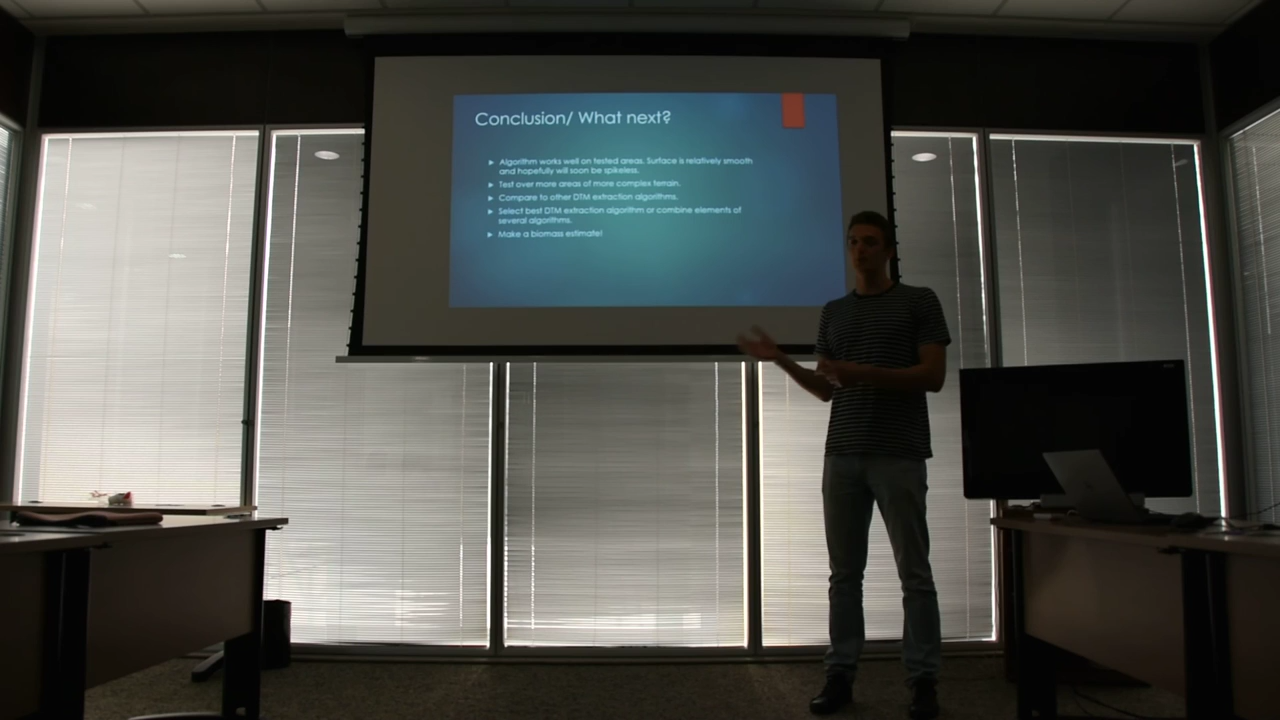 Conclusion/ What next?
Algorithm works well on tested areas. Surface is relatively smooth
and hopefully will soon be spikeless.
Test over more areas of more complex terrain.
Compare to other DTM extraction algorithms.
Select best DTM extraction algorithm or combine elements of
several algorithms.
Make a biomass estimate!